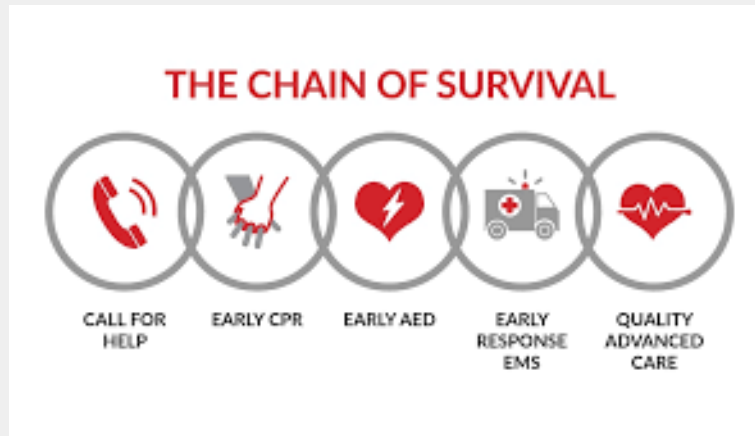 THE CHAIN OF SURVIVAL
CALL FOR
HELP
EARLY CPR
EARLY AED
EARLY
RESPONSE
EMS
QUALITY
ADVANCED
CARE